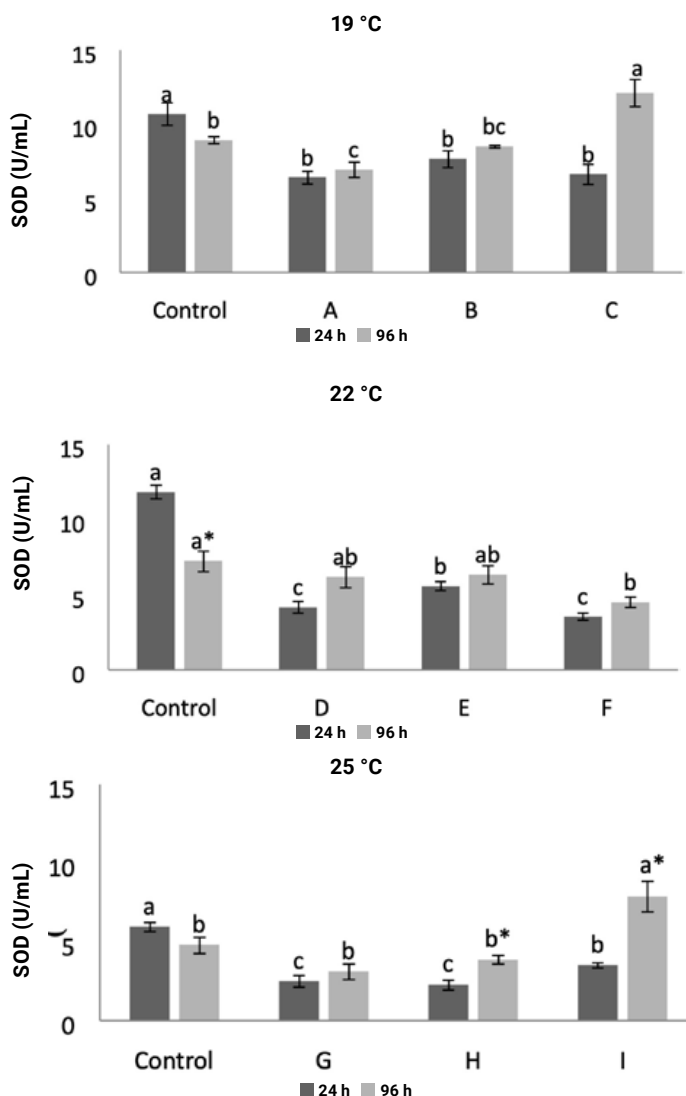 19 °C
15
a
a
b
10
b
bc
c
b
b
SOD (U/mL)
5
0
Control A B C
24 h 96 h
22 °C
15
a
10
a*
ab
ab
b
SOD (U/mL)
c
c
b
5
0
Control D E F
24 h 96 h
25 °C
15
10
a*
a
b
b*
b
b
c
c
SOD (U/mL)
5
0
Control G H I
24 h 96 h